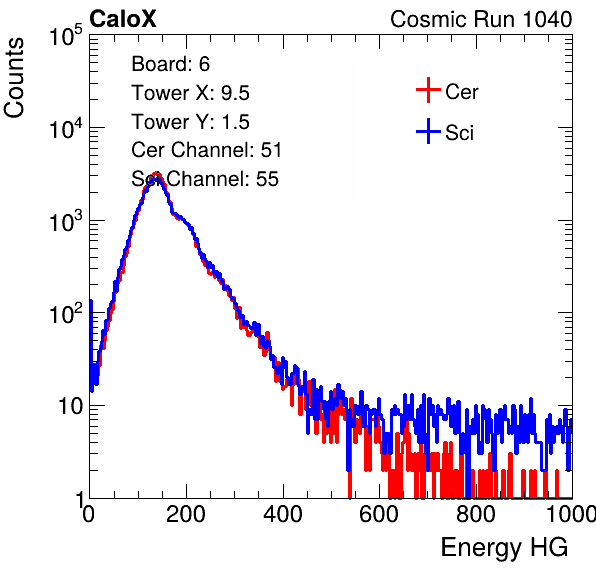 CaloX Cosmic Run 1040
Counts
Board: 6
Tower X: 9.5
Tower Y: 1.5
Cer Channel: 51
Sci Channel: 55
Cer
Sci
10^5
10^4
10^3
10^2
10
1
0 200 400 600 800 1000
Energy HG